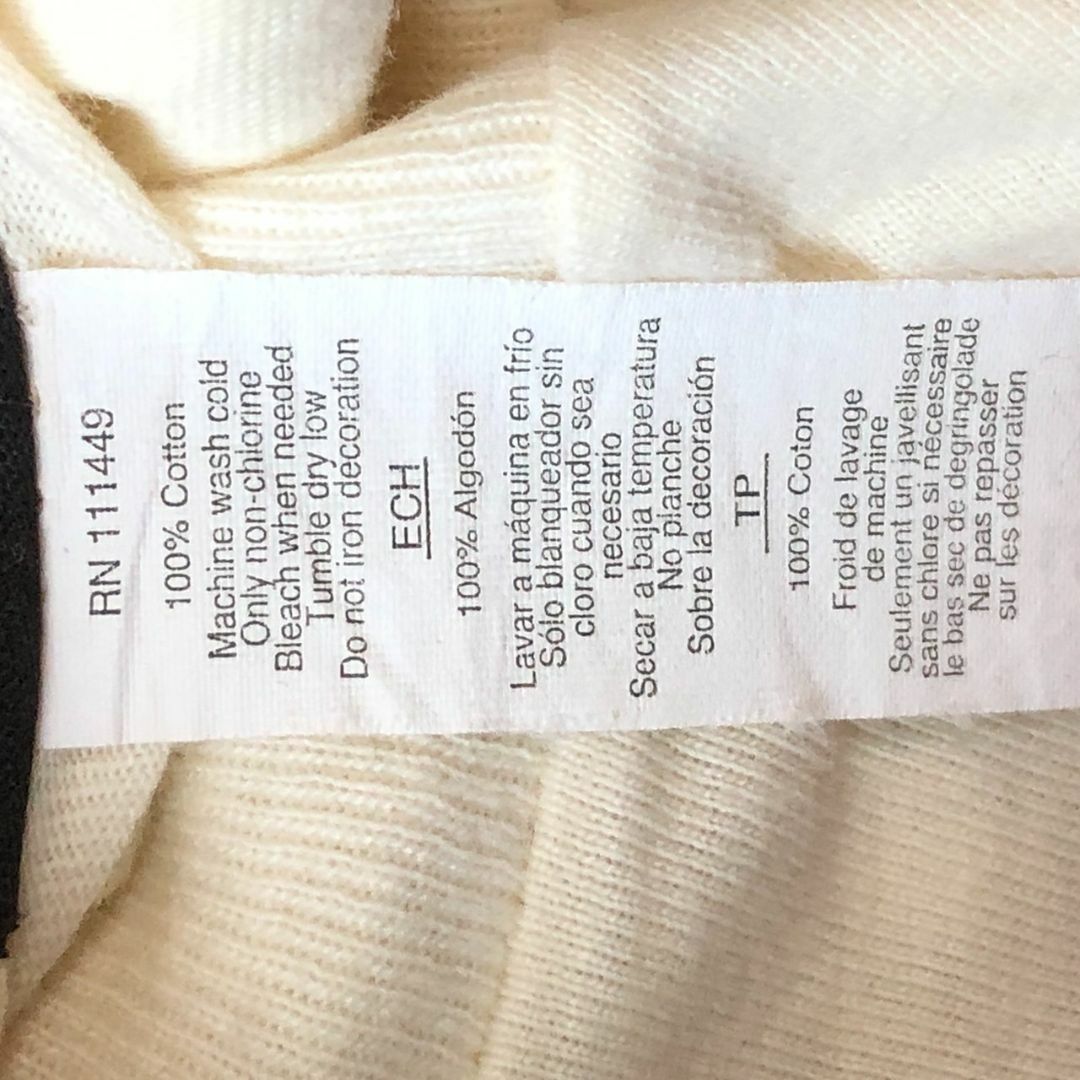 RN 111449
100% Cotton
Machine wash cold
Only non-chlorine
Bleach when needed
Tumble dry low
Do not iron decoration
ECH
100% Algodón
Lavar a máquina en frío
Sólo blanqueador sin
cloro cuando sea
necesario
Secar a baja temperatura
No planche
Sobre la decoración
TP
100% Coton
Froid de lavage
de machine
Seulement un javellisant
sans chlore si nécessaire
le bas sec de degringolade
Ne pas repasser
sur les décoration